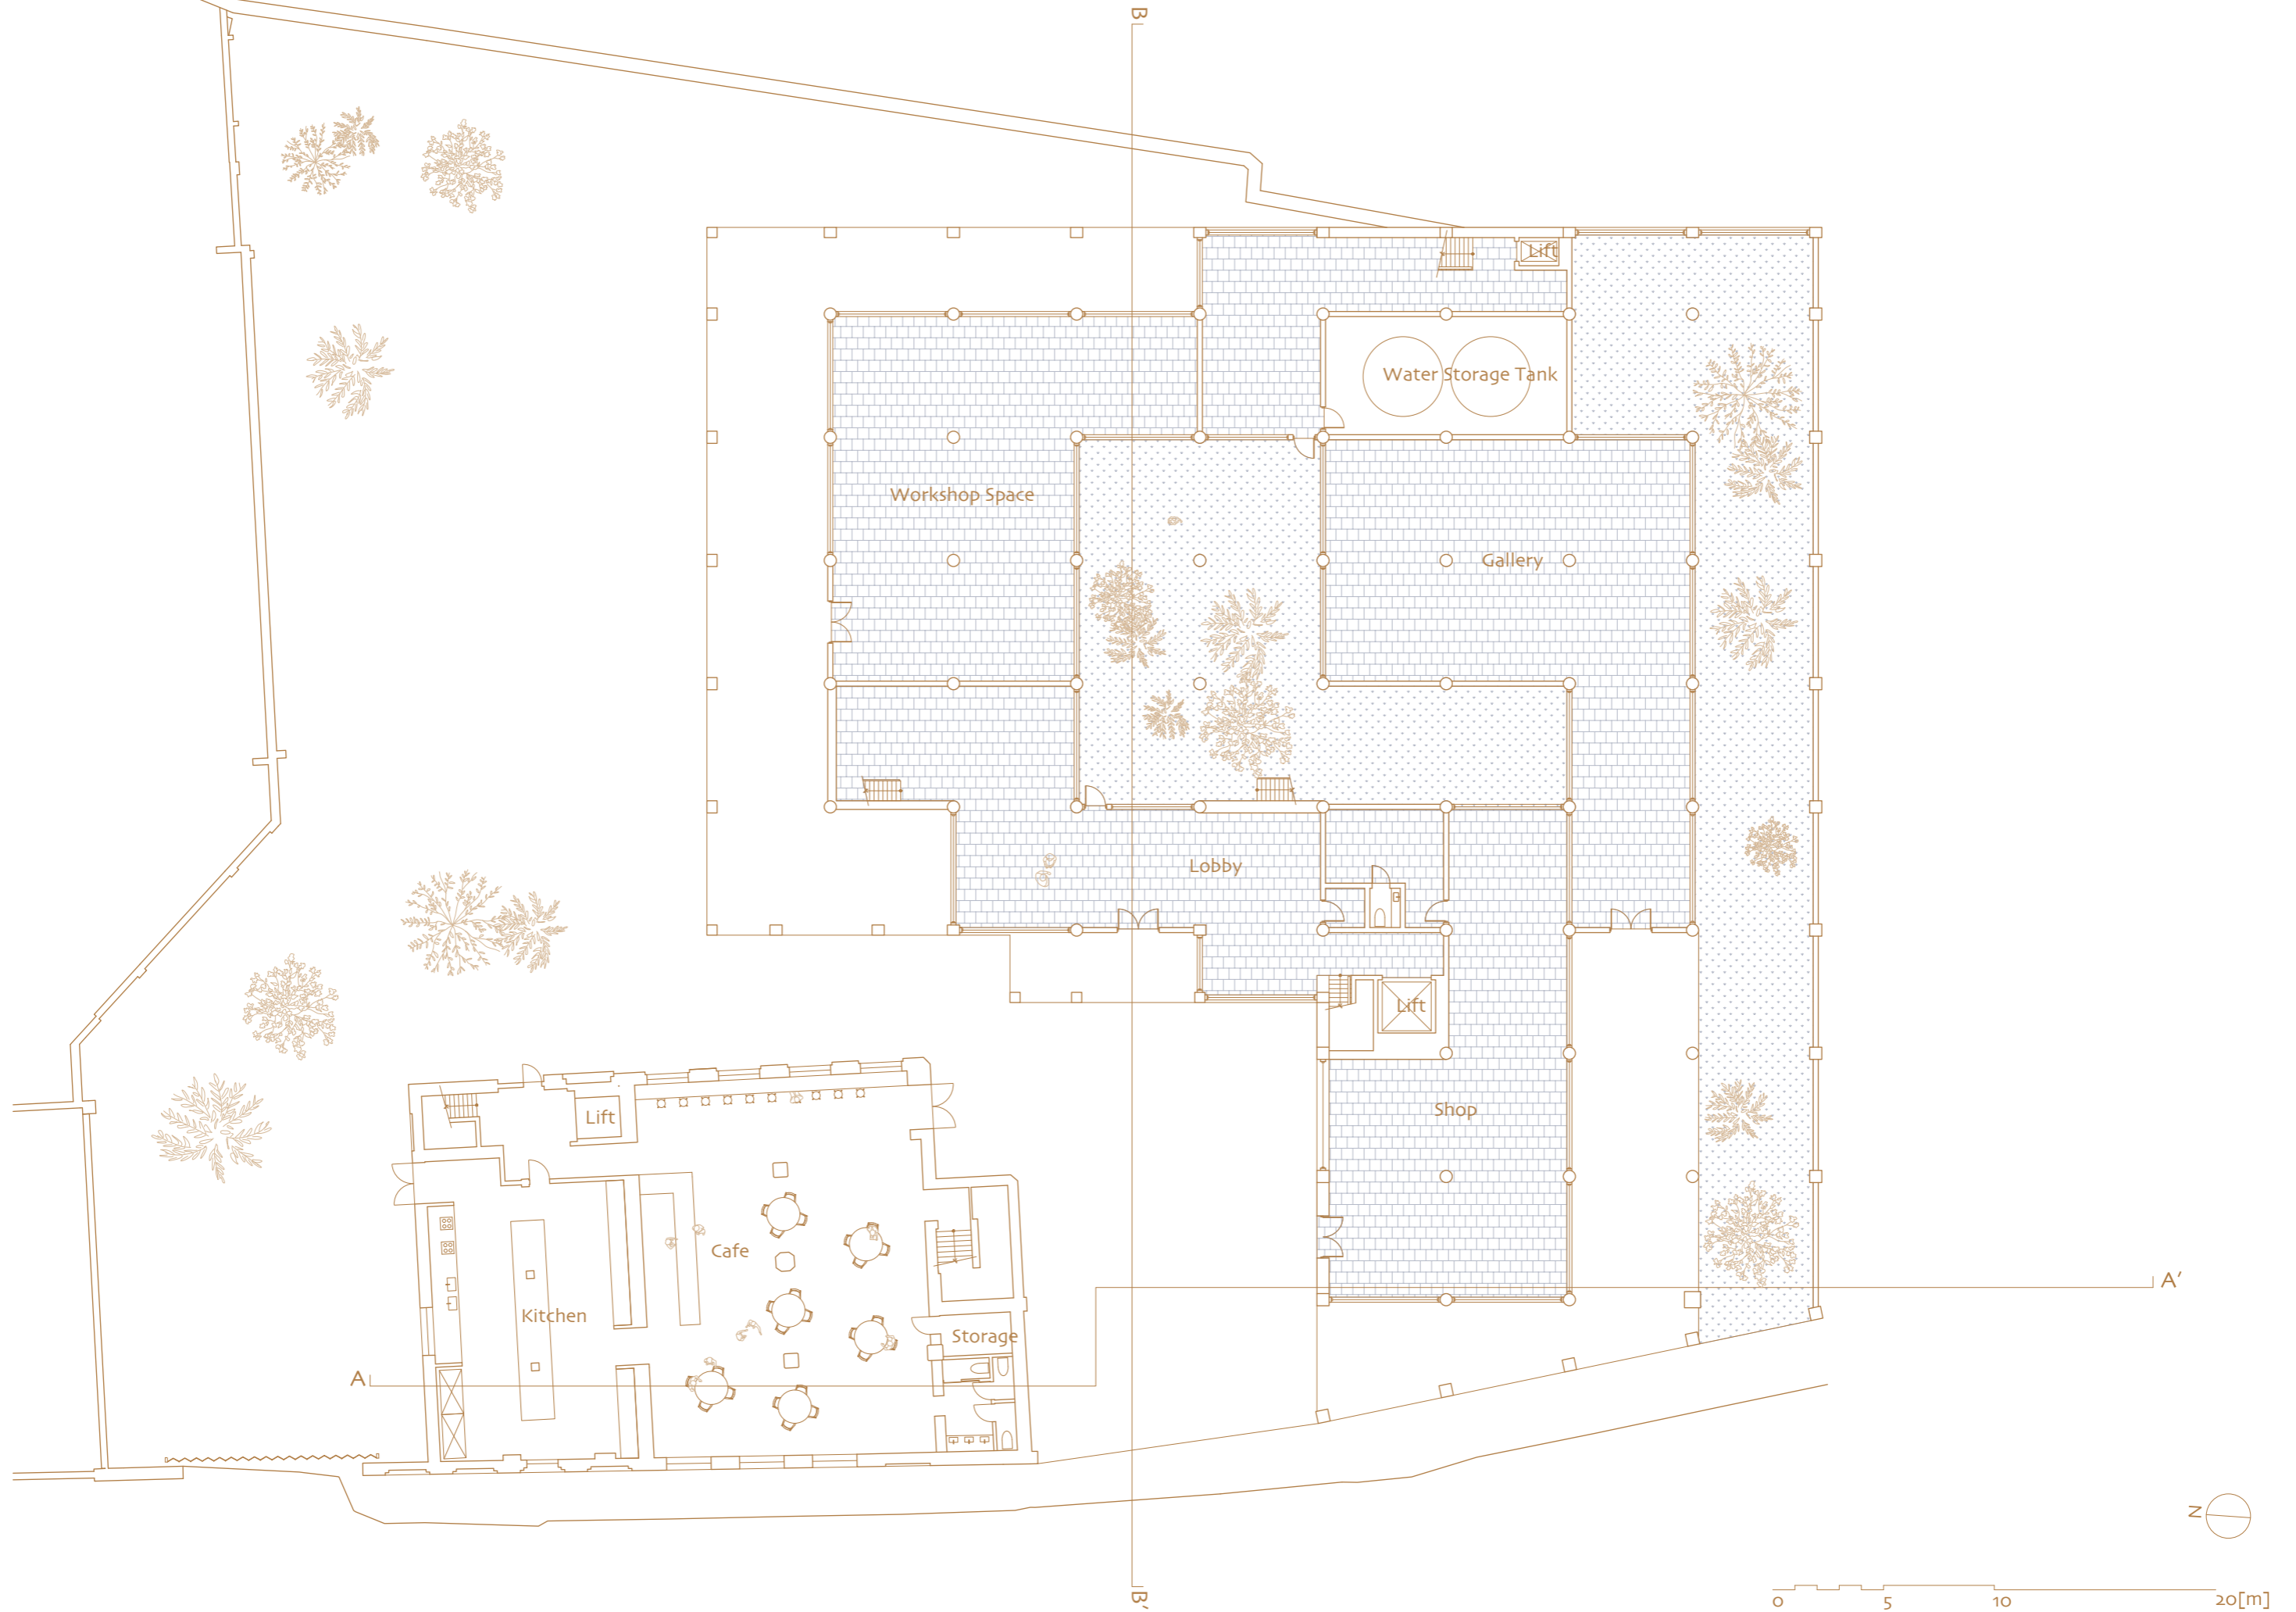 B
Lift
Water Storage Tank
Workshop Space
Gallery
Lobby
Lift
Lift
Shop
Cafe
Kitchen
Storage
A
A'
N
B'
0 5 10 20[m]